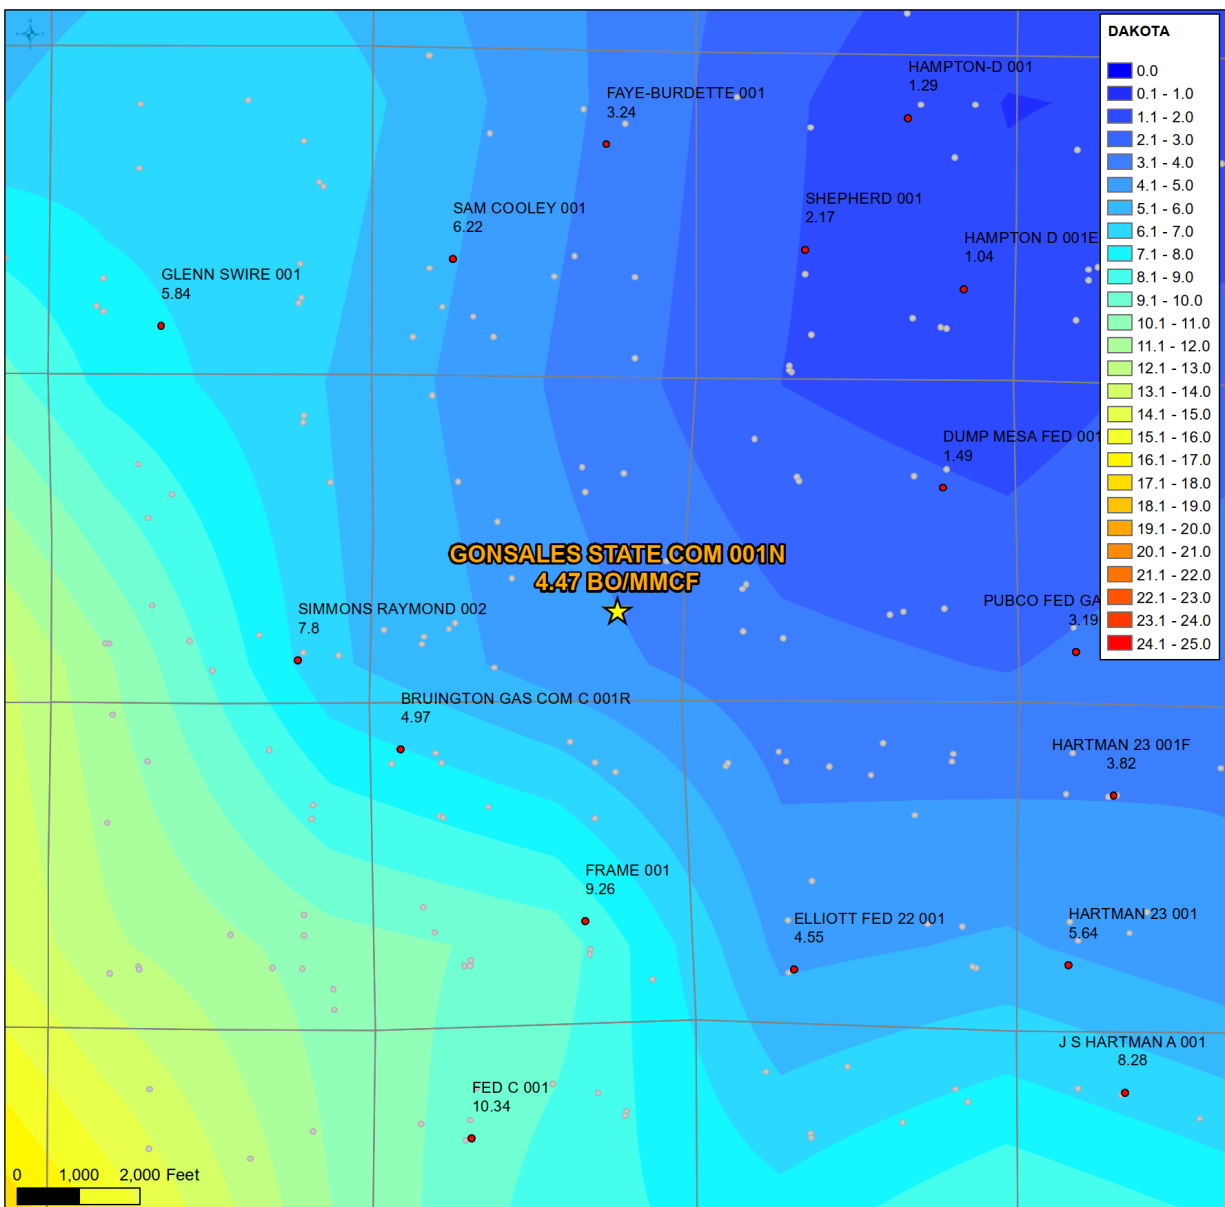 DAKOTA
0.0
0.1 - 1.0
1.1 - 2.0
2.1 - 3.0
3.1 - 4.0
4.1 - 5.0
5.1 - 6.0
6.1 - 7.0
7.1 - 8.0
8.1 - 9.0
9.1 - 10.0
10.1 - 11.0
11.1 - 12.0
12.1 - 13.0
13.1 - 14.0
14.1 - 15.0
15.1 - 16.0
16.1 - 17.0
17.1 - 18.0
18.1 - 19.0
19.1 - 20.0
20.1 - 21.0
21.1 - 22.0
22.1 - 23.0
23.1 - 24.0
24.1 - 25.0
HAMPTON-D 001
1.29
FAYE-BURDETTE 001
3.24
SHEPHERD 001
2.17
SAM COOLEY 001
6.22
HAMPTON D 001E
1.04
GLENN SWIRE 001
5.84
DUMP MESA FED 001
1.49
GONSALES STATE COM 001N
4.47 BO/MMCF
PUBCO FED GA
3.19
SIMMONS RAYMOND 002
7.8
BRUINGTON GAS COM C 001R
4.97
HARTMAN 23 001F
3.82
FRAME 001
9.26
ELLIOTT FED 22 001
4.55
HARTMAN 23 001
5.64
J S HARTMAN A 001
8.28
FED C 001
10.34
0 1,000 2,000 Feet